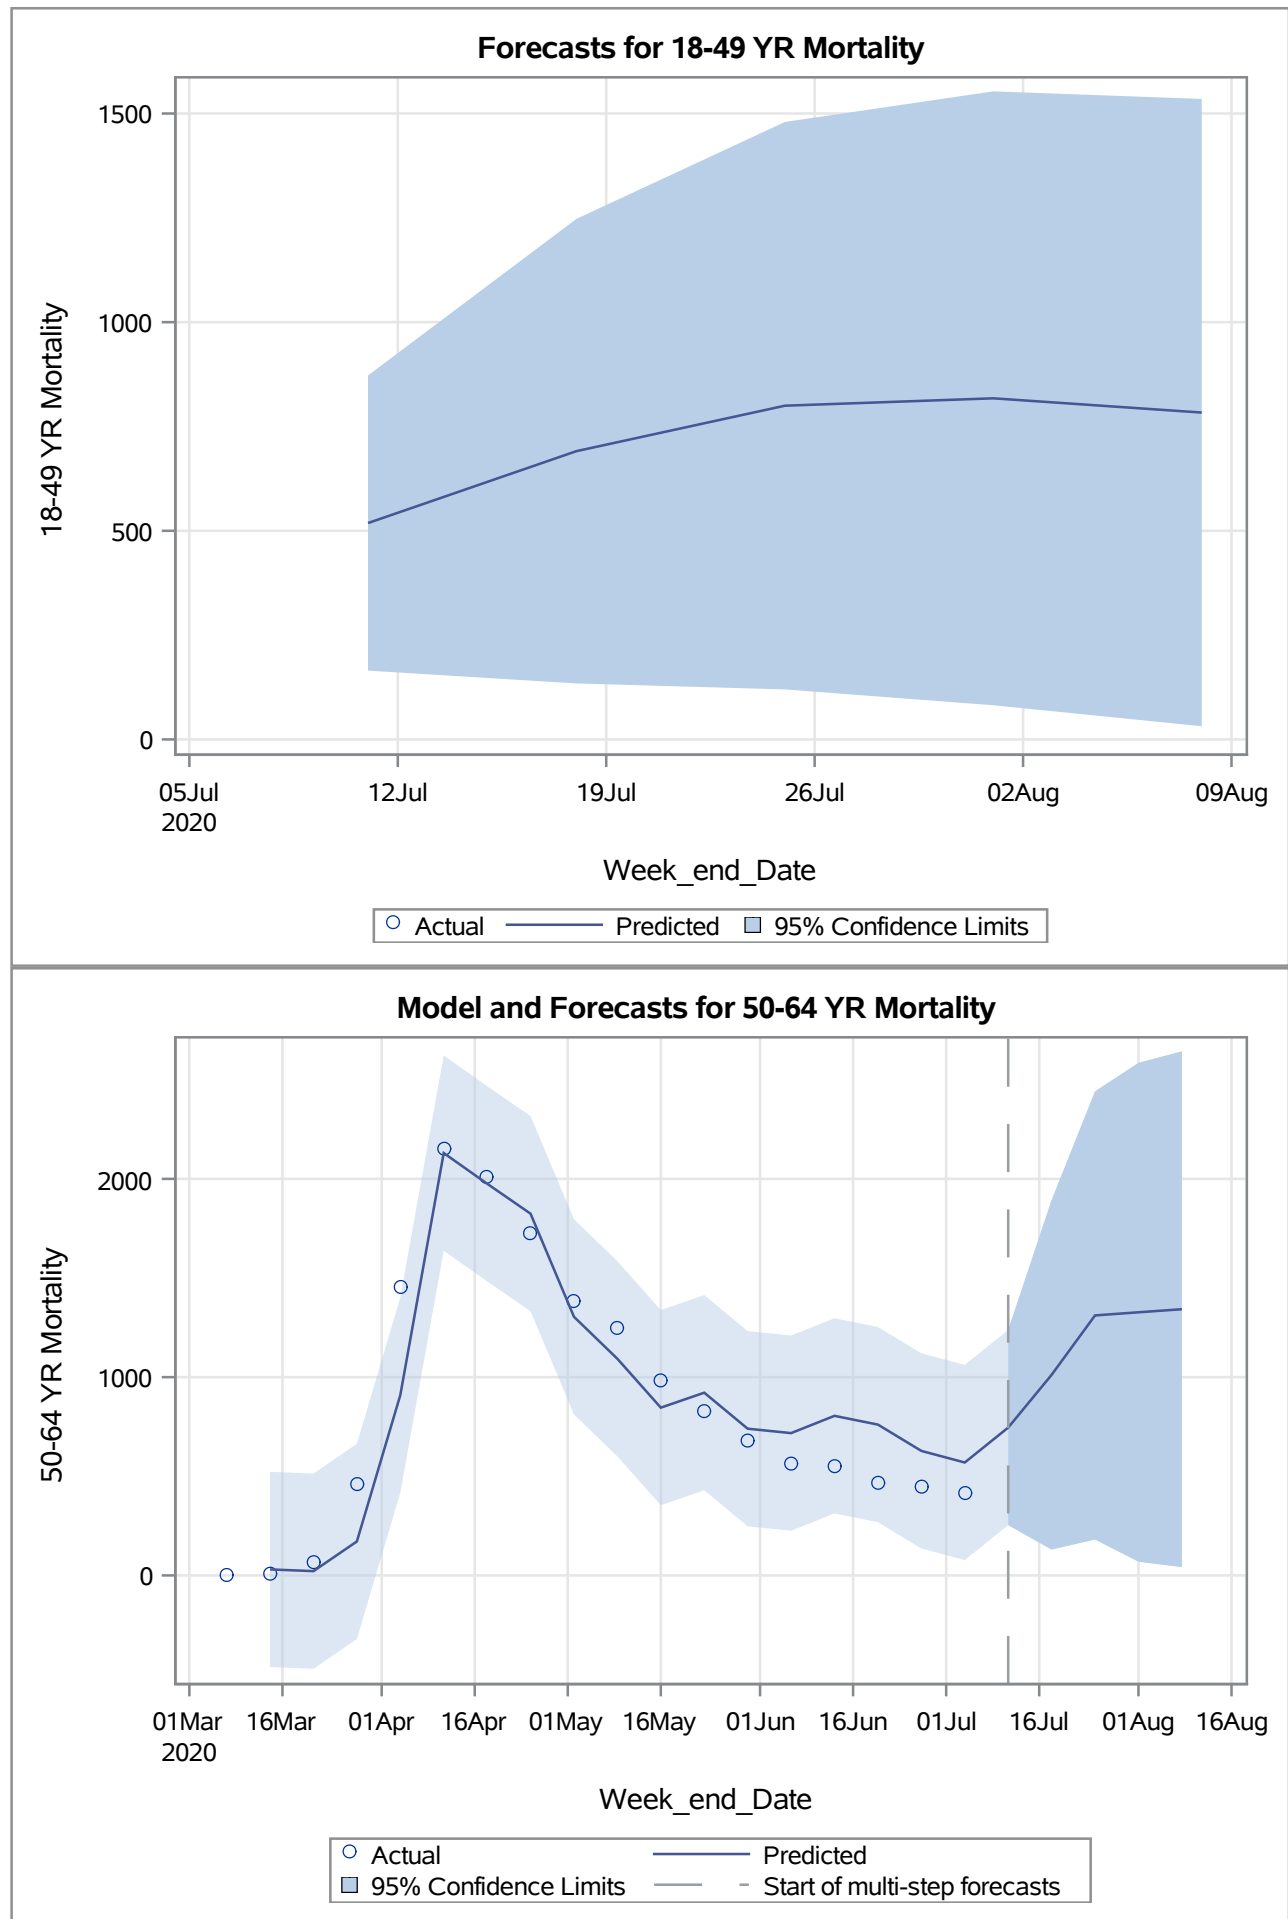 Forecasts for 18-49 YR Mortality
1500
1000
500
0
18-49 YR Mortality
05Jul 12Jul 19Jul 26Jul 02Aug 09Aug
2020
Week_end_Date
Actual Predicted 95% Confidence Limits
Model and Forecasts for 50-64 YR Mortality
2000
1000
0
50-64 YR Mortality
01Mar 16Mar 01Apr 16Apr 01May 16May 01Jun 16Jun 01Jul 16Jul 01Aug 16Aug
2020
Week_end_Date
Actual Predicted
95% Confidence Limits Start of multi-step forecasts